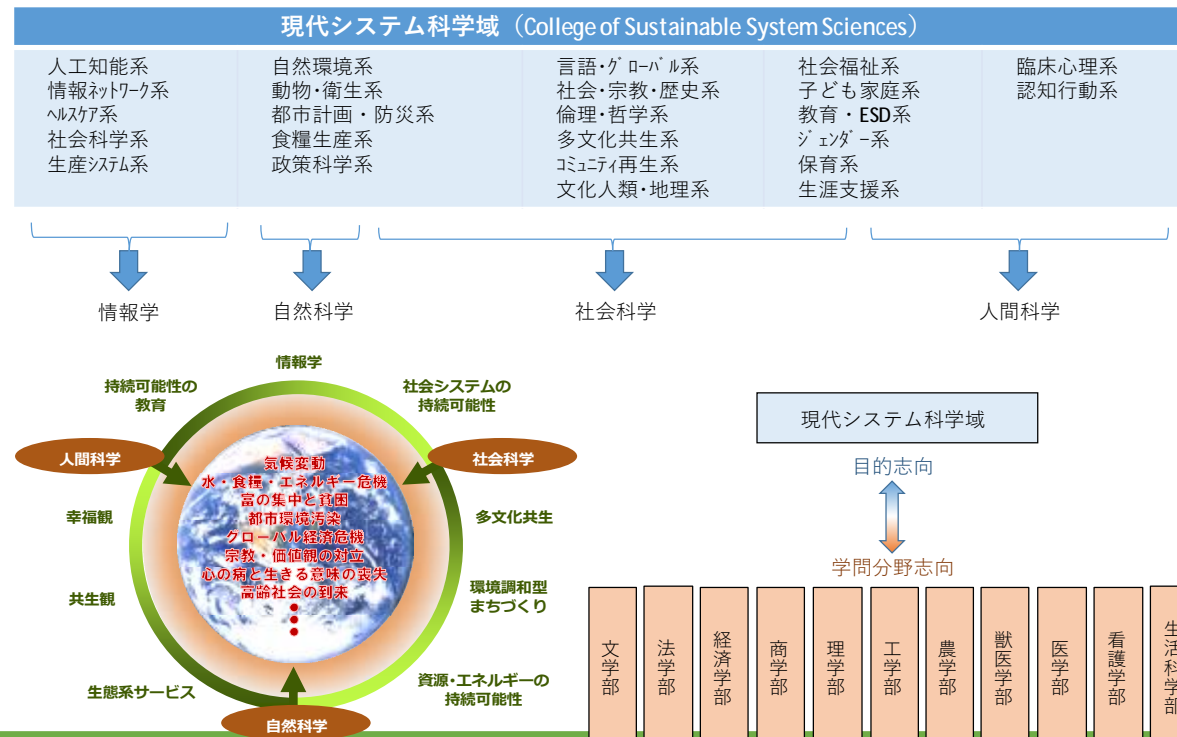 現代システム科学域（College of Sustainable System Sciences）
人工知能系
情報ﾈｯﾄﾜｰｸ系
ﾍﾙｽｹｱ系
社会科学系
生産ｼｽﾃﾑ系
自然環境系
動物・衛生系
都市計画・防災系
食糧生産系
政策科学系
言語・ｸﾞﾛｰﾊﾞﾙ系
社会・宗教・歴史系
倫理・哲学系
多文化共生系
ｺﾐｭﾆﾃｨ再生系
文化人類・地理系
社会福祉系
子ども家庭系
教育・ESD系
ｼﾞｪﾝﾀﾞｰ系
保育系
生涯支援系
臨床心理系
認知行動系
情報学
自然科学
社会科学
人間科学
情報学
持続可能性の
教育
社会システムの
持続可能性
人間科学
社会科学
気候変動
水・食糧・エネルギー危機
富の集中と貧困
都市環境汚染
グローバル経済危機
宗教・価値観の対立
心の病と生きる意味の喪失
高齢社会の到来
幸福観
多文化共生
共生観
環境調和型
まちづくり
生態系サービス
資源・エネルギーの
持続可能性
自然科学
現代システム科学域
目的志向
学問分野志向
文学部
法学部
経済学部
商学部
理学部
工学部
農学部
獣医学部
医学部
看護学部
生活科学部